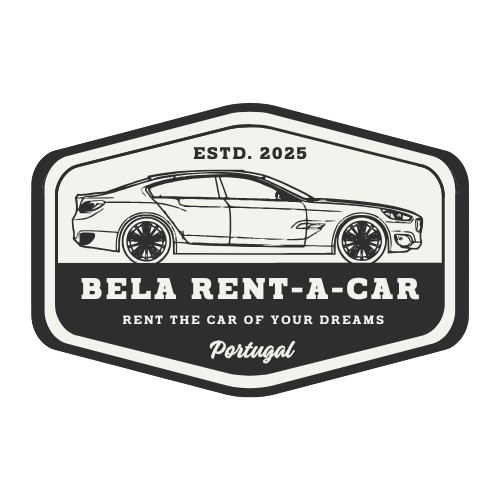 ESTD. 2025
BELA RENT-A-CAR
RENT THE CAR OF YOUR DREAMS
Portugal